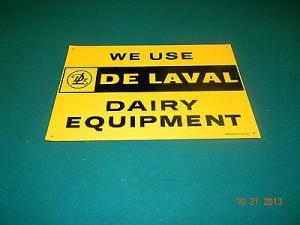 WE USE
DE LAVAL
DAIRY
EQUIPMENT
10.27.2013